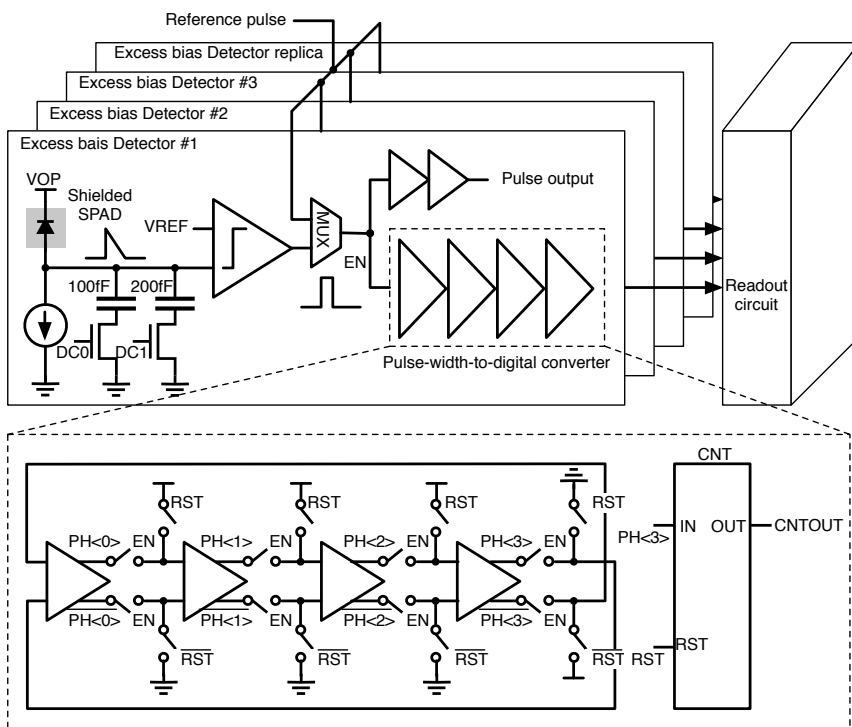 Reference pulse
Excess bias Detector replica
Excess bias Detector #3
Excess bias Detector #2
Excess bais Detector #1
VOP
Shielded
SPAD
VREF
MUX
EN
Pulse output
100fF
200fF
DC0
DC1
Pulse-width-to-digital converter
Readout
circuit
CNT
RST
RST
RST
RST
PH<0>
EN
PH<1>
EN
PH<2>
EN
PH<3>
EN
IN
OUT
CNTOUT
PH<3>
PH<0>
EN
PH<1>
EN
PH<2>
EN
PH<3>
EN
RST
RST
RST
RST
RST
RST